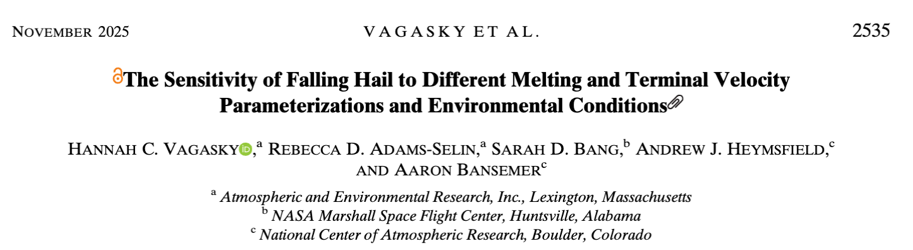 NOVEMBER 2025 VAGASKY ET AL. 2535
The Sensitivity of Falling Hail to Different Melting and Terminal Velocity
Parameterizations and Environmental Conditions
HANNAH C. VAGASKY iD,a REBECCA D. ADAMS-SELIN,a SARAH D. BANG,b ANDREW J. HEYMSFIELD,c
AND AARON BANSEMERc
a Atmospheric and Environmental Research, Inc., Lexington, Massachusetts
b NASA Marshall Space Flight Center, Huntsville, Alabama
c National Center of Atmospheric Research, Boulder, Colorado